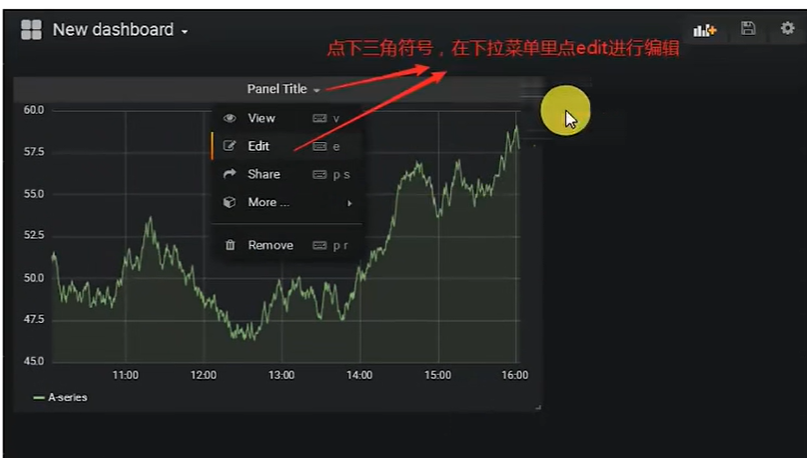 New dashboard
点下三角符号，在下拉菜单里点edit进行编辑
Panel Title
60.0
57.5
55.0
52.5
50.0
47.5
45.0
View v
Edit e
Share p s
More ...
Remove p r
11:00 12:00 13:00 14:00 15:00 16:00
A-series